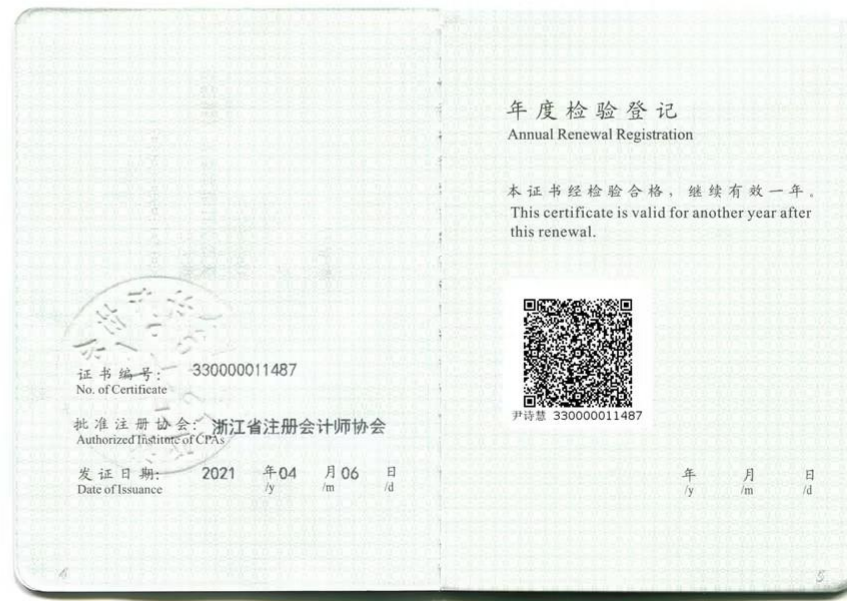 证书编号: 330000011487
No. of Certificate
批准注册协会: 浙江省注册会计师协会
Authorized Institute of CPAs
发证日期: 2021 年 04 月 06 日
Date of Issuance /y /m /d
6
年度检验登记
Annual Renewal Registration
本证书经检验合格，继续有效一年。
This certificate is valid for another year after
this renewal.
尹诗慧 330000011487
年 月 日
/y /m /d
5